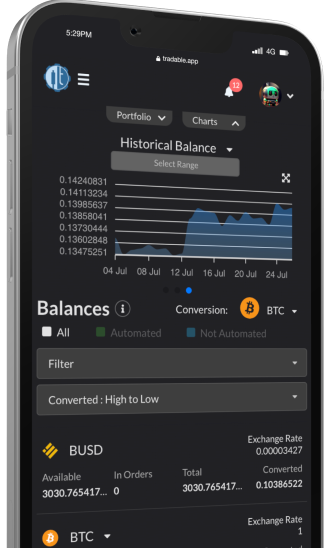 5:29PM
4G
tradable.app
12
Portfolio
Charts
Historical Balance
Select Range
0.14240831
0.14113234
0.13985637
0.13858041
0.13730444
0.13602848
0.13475251
04 Jul 08 Jul 12 Jul 16 Jul 20 Jul 24 Jul
Balances i Conversion: BTC
All Automated Not Automated
Filter
Converted : High to Low
BUSD Exchange Rate
0.00003427
Available In Orders Total Converted
3030.765417... 0 3030.765417... 0.10386522
BTC Exchange Rate
1